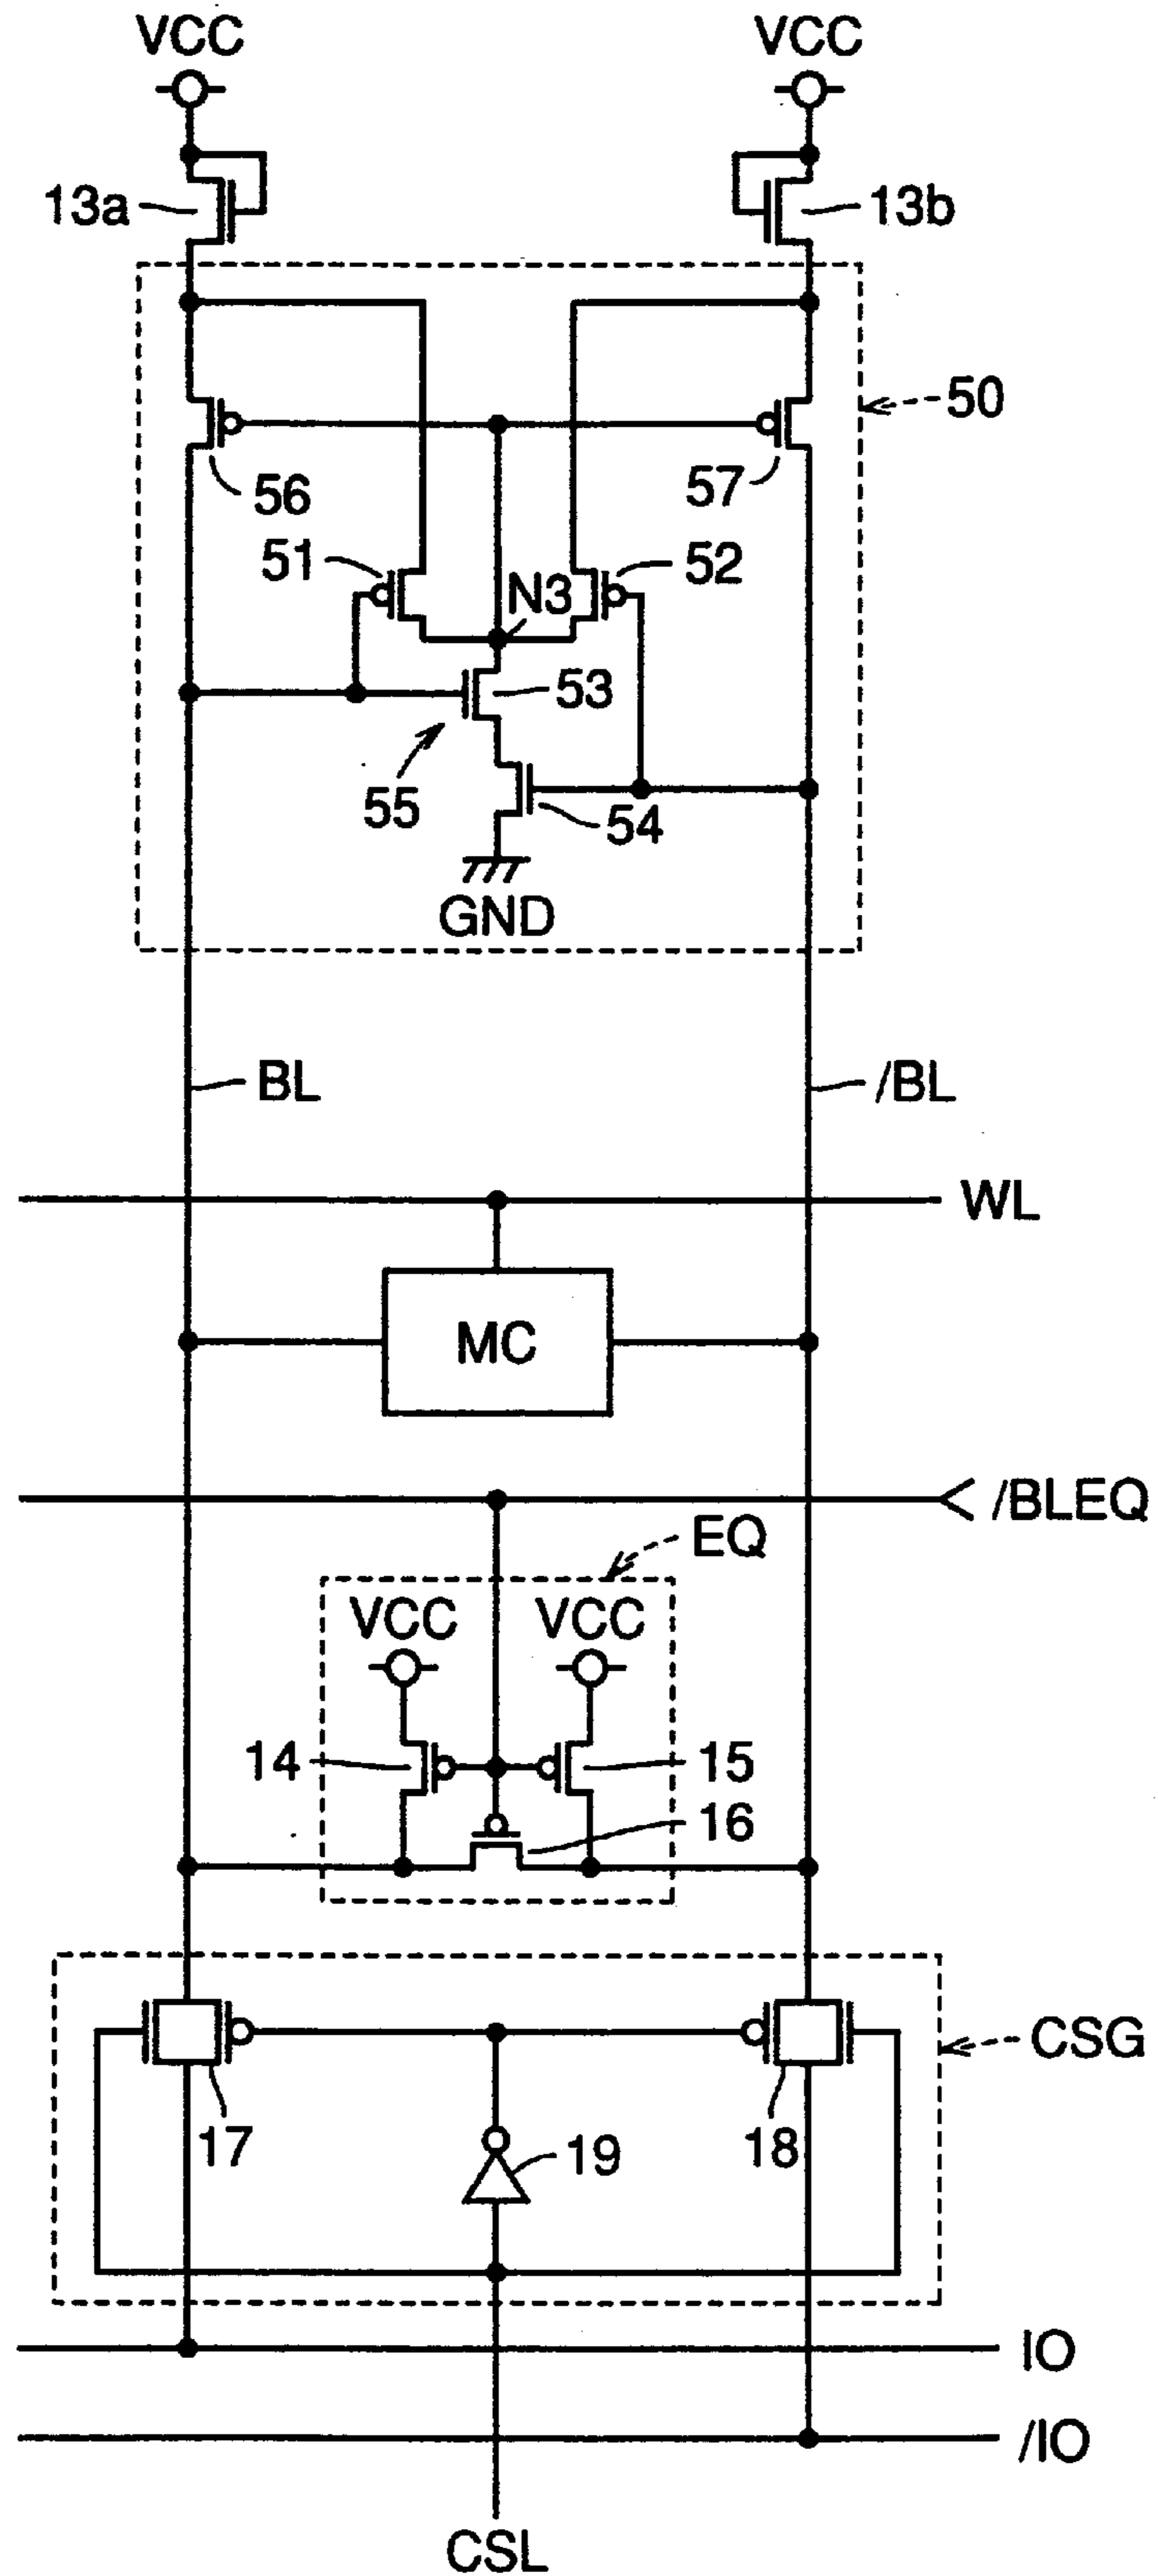 VCC VCC
13a 13b
50
56 57
51 52
N3
53
55 54
GND
BL /BL
WL
MC
/BLEQ
EQ
VCC VCC
14 15
16
CSG
17 18
19
IO
/IO
CSL